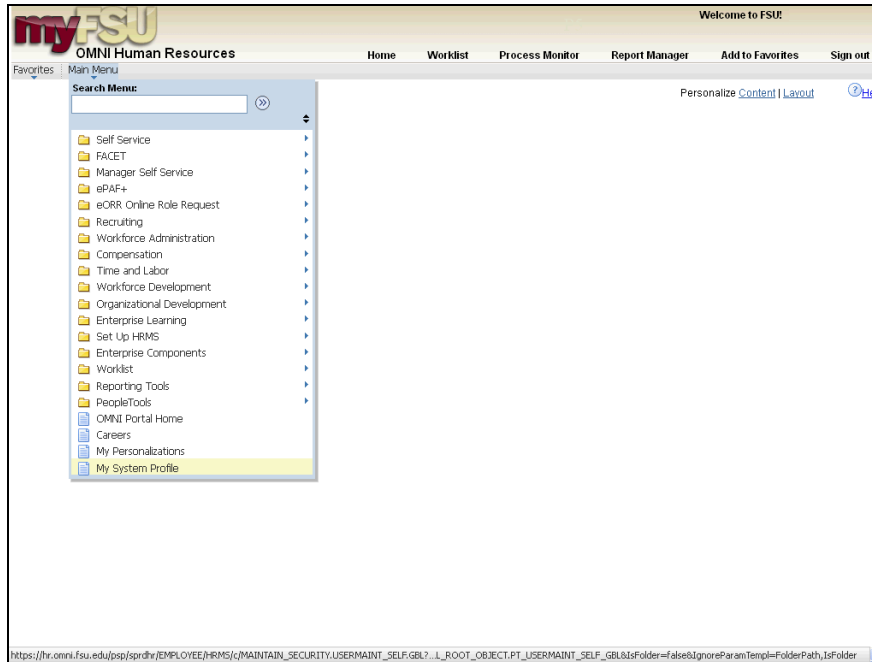 myFSU
Welcome to FSU!
OMNI Human Resources
Home Worklist Process Monitor Report Manager Add to Favorites Sign out
Favorites Main Menu
Search Menu:
Personalize Content | Layout
? He
Self Service
FACET
Manager Self Service
ePAF+
eORR Online Role Request
Recruiting
Workforce Administration
Compensation
Time and Labor
Workforce Development
Organizational Development
Enterprise Learning
Set Up HRMS
Enterprise Components
Worklist
Reporting Tools
PeopleTools
OMNI Portal Home
Careers
My Personalizations
My System Profile
https://hr.omni.fsu.edu/psp/sprdhr/EMPLOYEE/HRMS/c/MAINTAIN_SECURITY.USERMAINT_SELF.GBL?...L_ROOT_OBJECT.PT_USERMAINT_SELF_GBL&IsFolder=false&IgnoreParamTempl=FolderPath,IsFolder